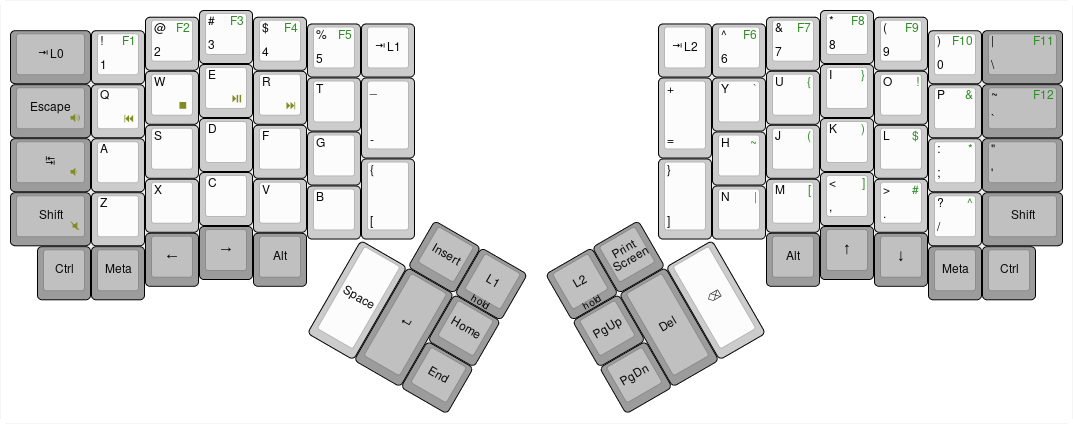 ⇥L0
! F1
1
@ F2
2
# F3
3
$ F4
4
% F5
5
⇥L1
Escape
Q
W
E
R
T
_
-
↹
A
S
D
F
G
{
[
Shift
Z
X
C
V
B
Ctrl
Meta
←
→
Alt
Space
↵
Insert
L1
hold
Home
End
⇥L2
^ F6
6
& F7
7
* F8
8
( F9
9
) F10
0
| F11
\
+
=
Y `
U {
I }
O !
P &
~ F12
`
}
]
H ~
J (
K )
L $
: *
;
"
'
N |
M [
< ]
,
> #
.
? ^
/
Shift
Alt
↑
↓
Meta
Ctrl
L2
hold
Print
Screen
PgUp
PgDn
Del
⌫